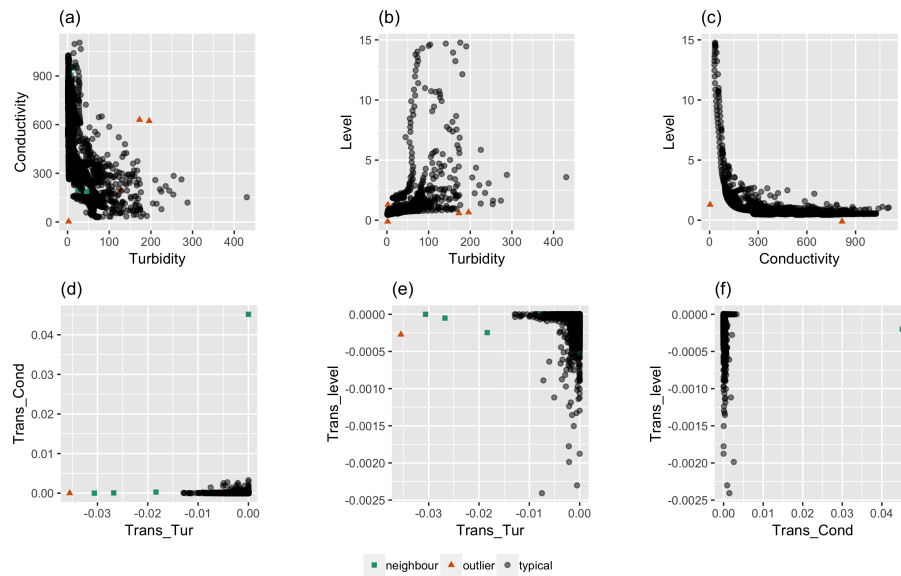 (a) (b) (c)
900
600
300
0
Conductivity
0 100 200 300 400
Turbidity
15
10
5
0
Level
0 100 200 300 400
Turbidity
15
10
5
0
Level
0 300 600 900
Conductivity
(d) (e) (f)
0.04
0.03
0.02
0.01
0.00
Trans_Cond
-0.03 -0.02 -0.01 0.00
Trans_Tur
0.0000
-0.0005
-0.0010
-0.0015
-0.0020
-0.0025
Trans_level
-0.03 -0.02 -0.01 0.00
Trans_Tur
0.0000
-0.0005
-0.0010
-0.0015
-0.0020
-0.0025
Trans_level
0.00 0.01 0.02 0.03 0.04
Trans_Cond
neighbour outlier typical